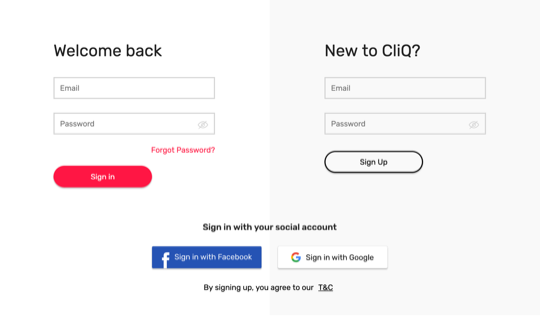 Welcome back
Email
Password
Forgot Password?
Sign in
New to CliQ?
Email
Password
Sign Up
Sign in with your social account
Sign in with Facebook
Sign in with Google
By signing up, you agree to our T&C